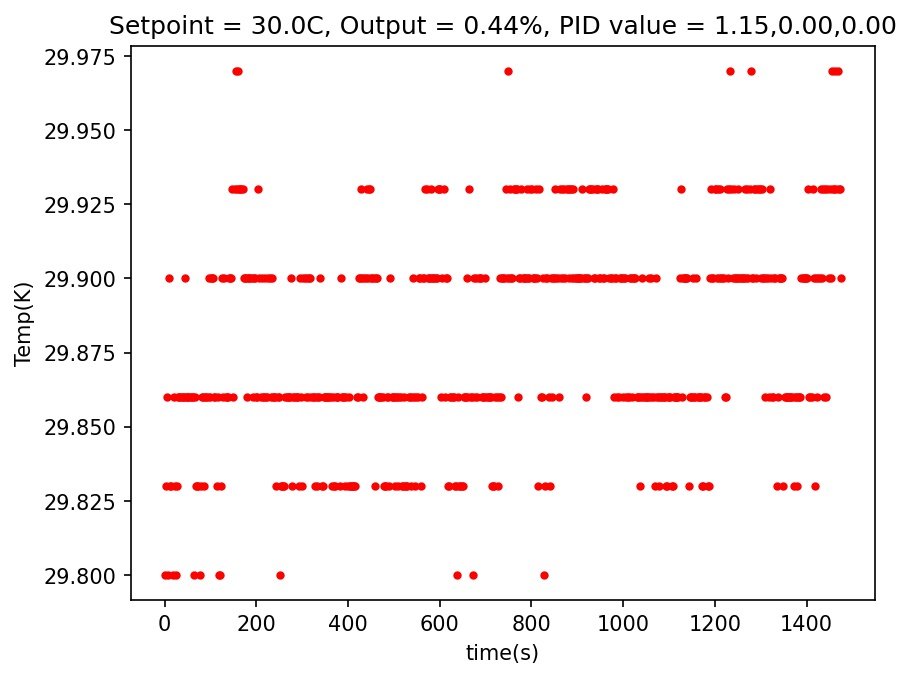 Setpoint = 30.0C, Output = 0.44%, PID value = 1.15,0.00,0.00
29.975
29.950
29.925
29.900
29.875
29.850
29.825
29.800
Temp(K)
0 200 400 600 800 1000 1200 1400
time(s)